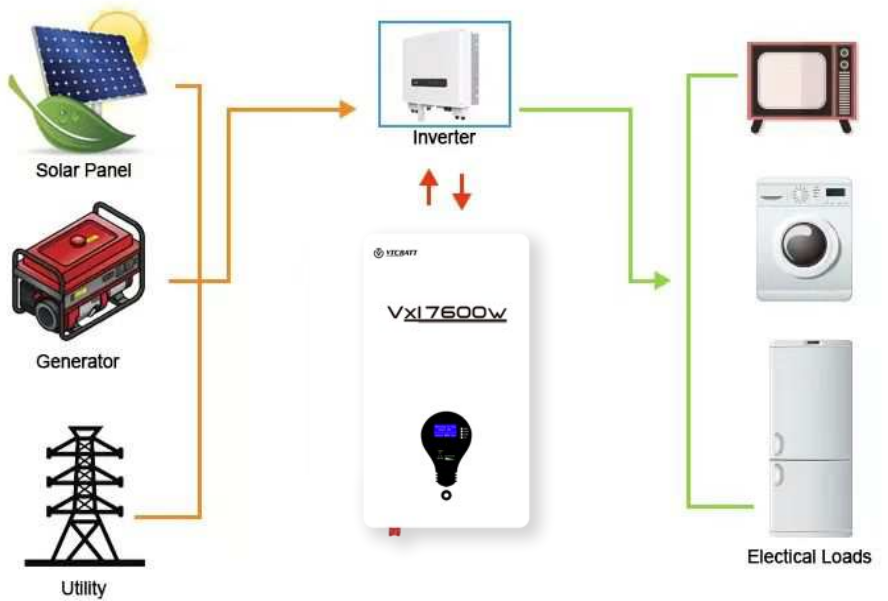 Solar Panel
Inverter
Generator
VTCBATT
Vxl7600w
Electical Loads
Utility